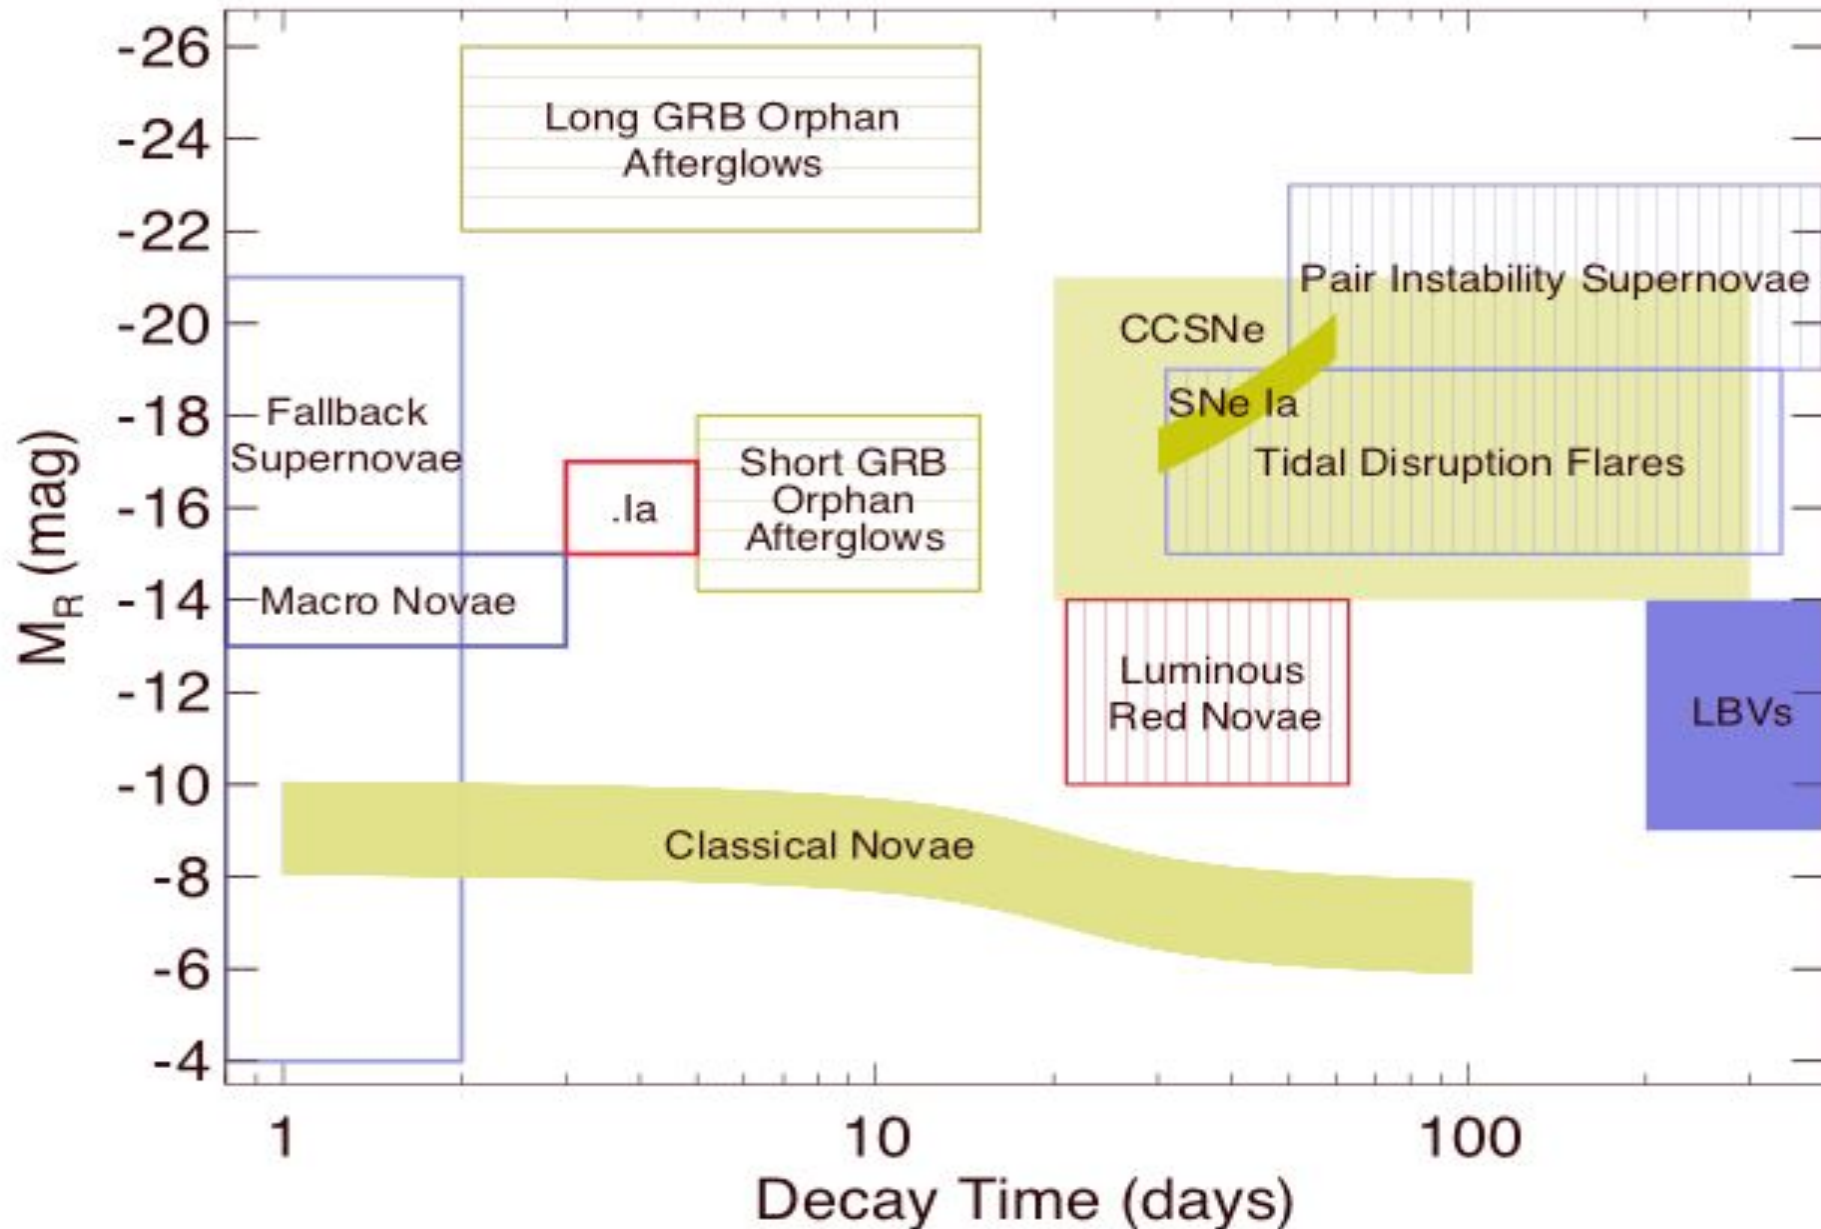 -26
-24
-22
-20
-18
-16
-14
-12
-10
-8
-6
-4
M_R (mag)
Long GRB Orphan
Afterglows
Pair Instability Supernovae
CCSNe
SNe Ia
Tidal Disruption Flares
Fallback
Supernovae
.Ia
Short GRB
Orphan
Afterglows
Macro Novae
Luminous
Red Novae
LBVs
Classical Novae
1
10
100
Decay Time (days)